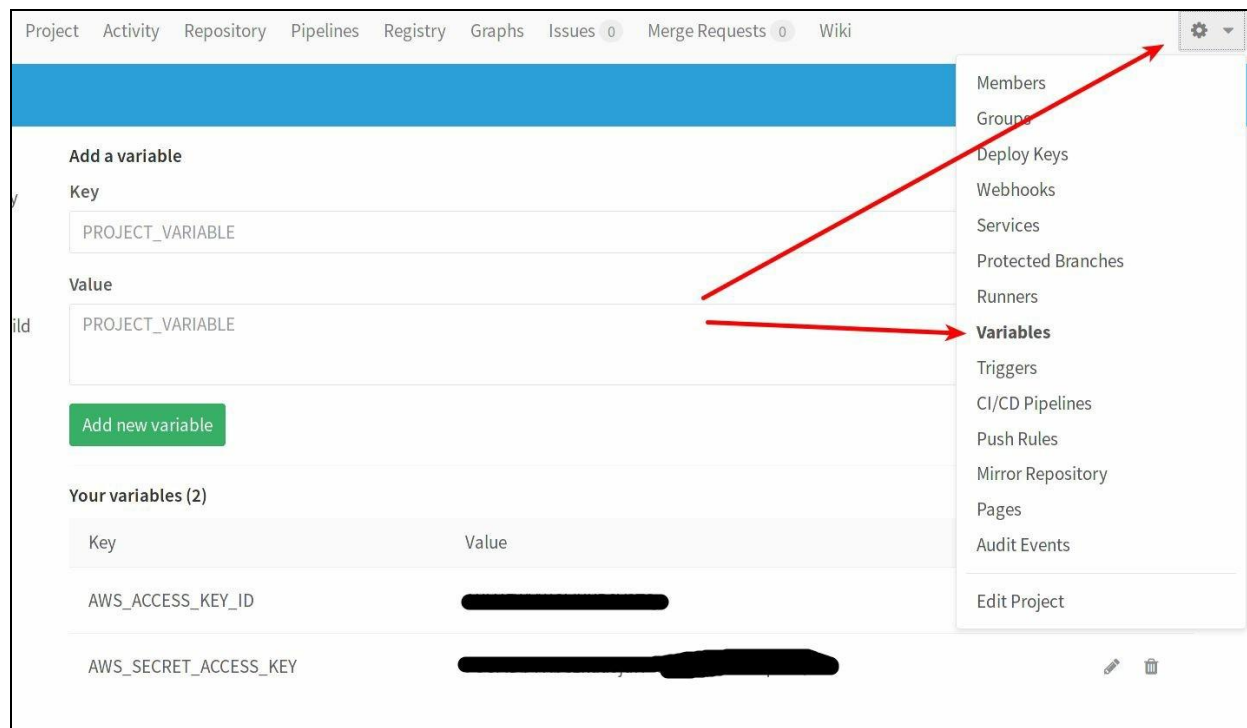 Project Activity Repository Pipelines Registry Graphs Issues 0 Merge Requests 0 Wiki
Members
Groups
Deploy Keys
Webhooks
Services
Protected Branches
Runners
Variables
Triggers
CI/CD Pipelines
Push Rules
Mirror Repository
Pages
Audit Events
Edit Project
Add a variable
Key
PROJECT_VARIABLE
Value
PROJECT_VARIABLE
Add new variable
Your variables (2)
Key Value
AWS_ACCESS_KEY_ID
AWS_SECRET_ACCESS_KEY